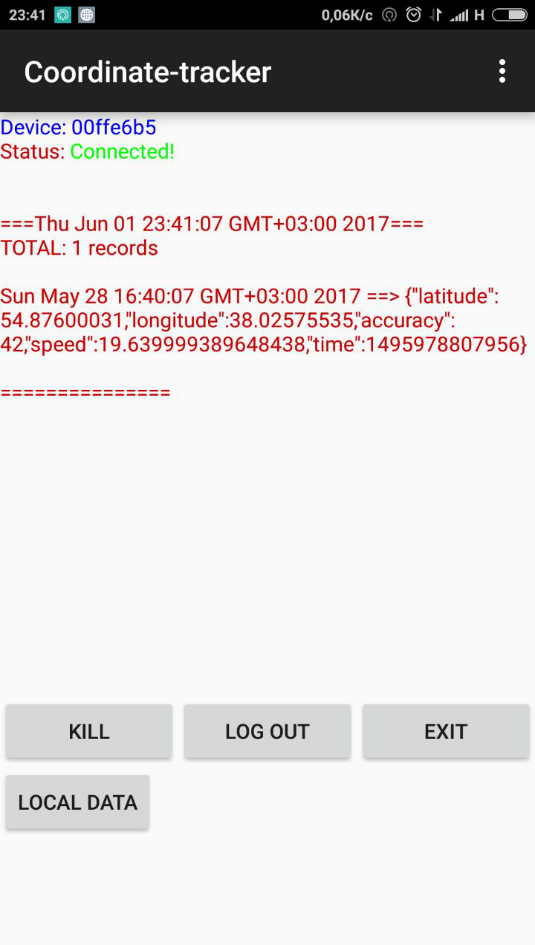 23:41 0,06K/c H
Coordinate-tracker
Device: 00ffe6b5
Status: Connected!
===Thu Jun 01 23:41:07 GMT+03:00 2017===
TOTAL: 1 records
Sun May 28 16:40:07 GMT+03:00 2017 ==> {"latitude":
54.87600031,"longitude":38.02575535,"accuracy":
42,"speed":19.639999389648438,"time":1495978807956}
===============
KILL LOG OUT EXIT
LOCAL DATA